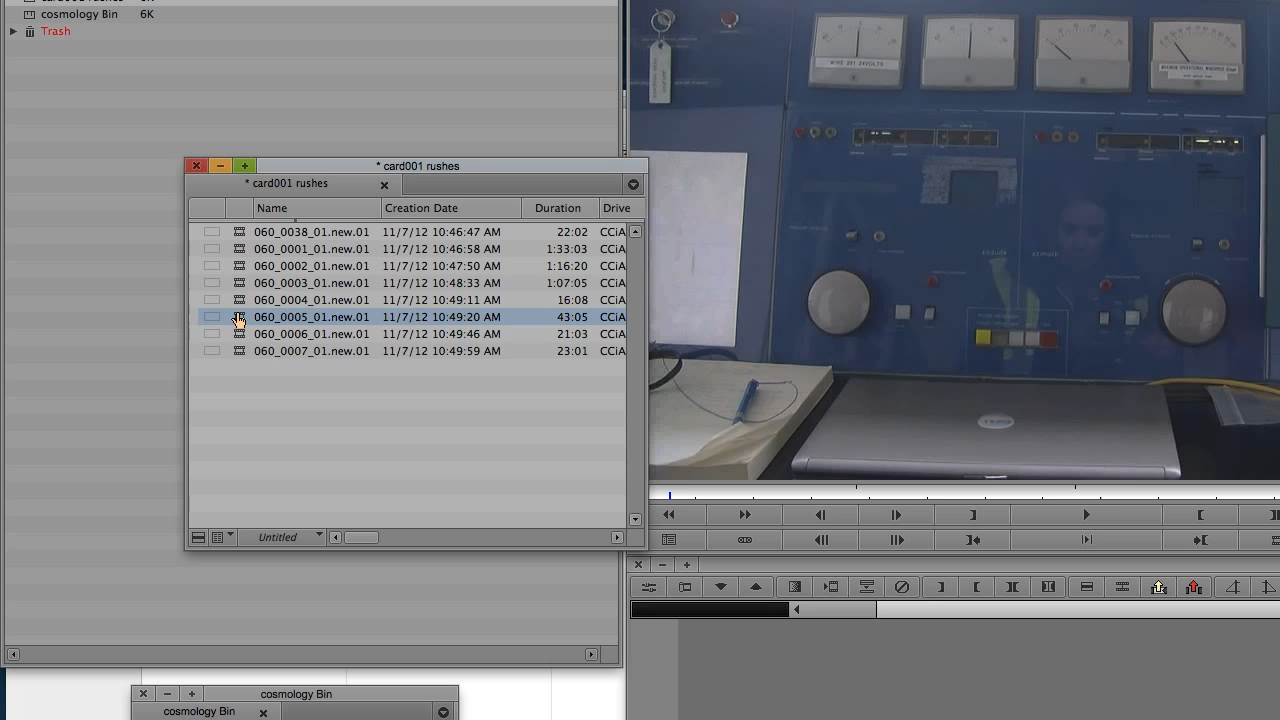 cosmology Bin 6K
Trash
* card001 rushes
* card001 rushes
Name Creation Date Duration Drive
060_0038_01.new.01 11/7/12 10:46:47 AM 22:02 CCiA
060_0001_01.new.01 11/7/12 10:46:58 AM 1:33:03 CCiA
060_0002_01.new.01 11/7/12 10:47:50 AM 1:16:20 CCiA
060_0003_01.new.01 11/7/12 10:48:33 AM 1:07:05 CCiA
060_0004_01.new.01 11/7/12 10:49:11 AM 16:08 CCiA
060_0005_01.new.01 11/7/12 10:49:20 AM 43:05 CCiA
060_0006_01.new.01 11/7/12 10:49:46 AM 21:03 CCiA
060_0007_01.new.01 11/7/12 10:49:59 AM 23:01 CCiA
Untitled
cosmology Bin
cosmology Bin